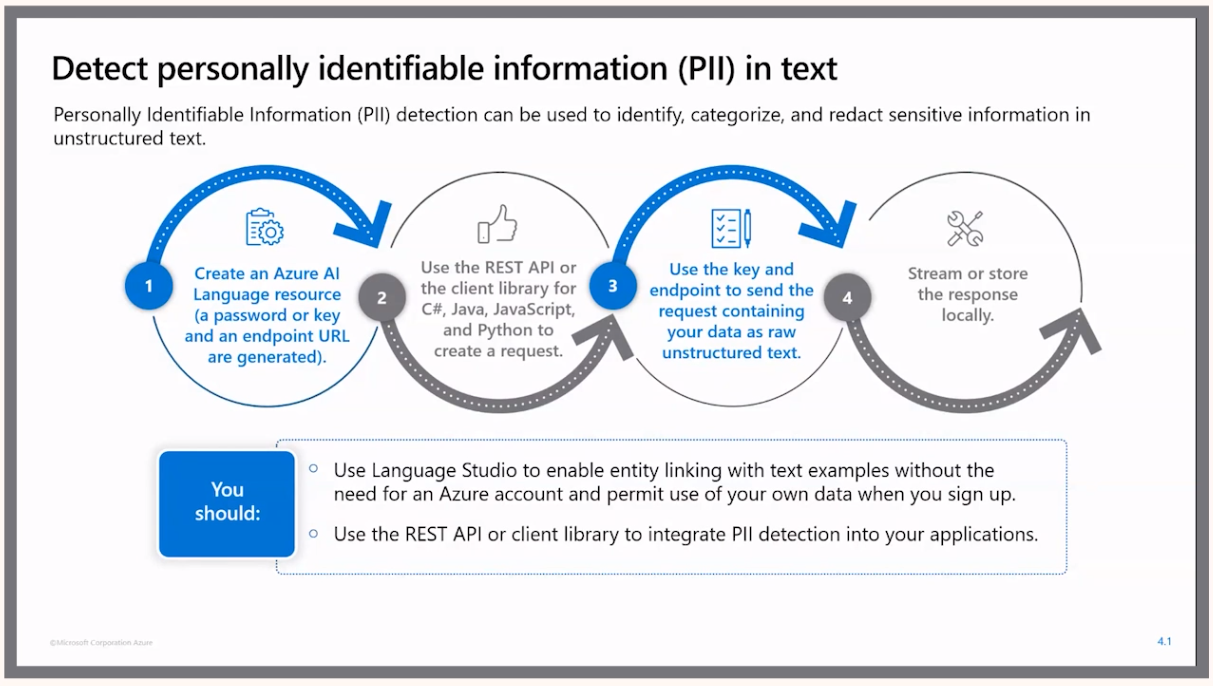 Detect personally identifiable information (PII) in text
Personally Identifiable Information (PII) detection can be used to identify, categorize, and redact sensitive information in
unstructured text.
1
Create an Azure AI
Language resource
(a password or key
and an endpoint URL
are generated).
2
Use the REST API or
the client library for
C#, Java, JavaScript,
and Python to
create a request.
3
Use the key and
endpoint to send the
request containing
your data as raw
unstructured text.
4
Stream or store
the response
locally.
You
should:
Use Language Studio to enable entity linking with text examples without the
need for an Azure account and permit use of your own data when you sign up.
Use the REST API or client library to integrate PII detection into your applications.
©Microsoft Corporation Azure
4.1